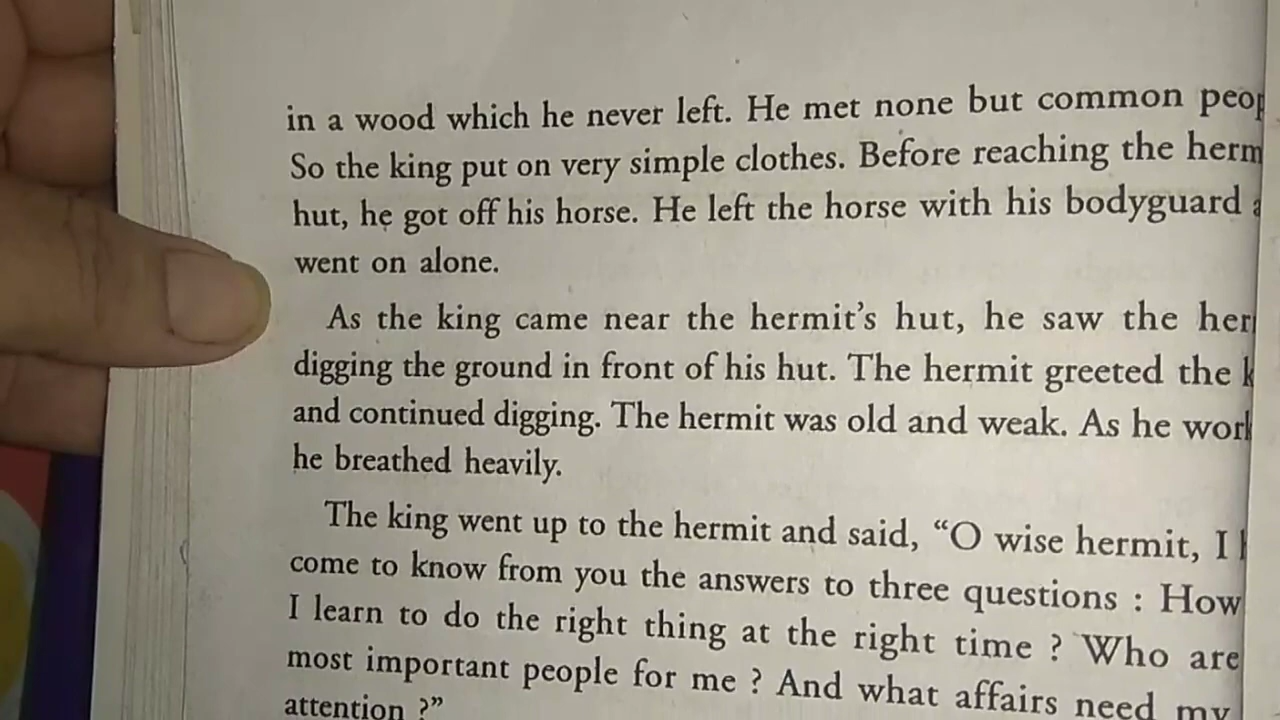 in a wood which he never left. He met none but common
So the king put on very simple clothes. Before reaching the
hut, he got off his horse. He left the horse with his bodyguard
went on alone.
As the king came near the hermit's hut, he saw the
digging the ground in front of his hut. The hermit greeted the
and continued digging. The hermit was old and weak. As he
he breathed heavily.
The king went up to the hermit and said, “O wise hermit, I
come to know from you the answers to three questions : How
I learn to do the right thing at the right time ? Who are
most important people for me ? And what affairs need my
attention ?”